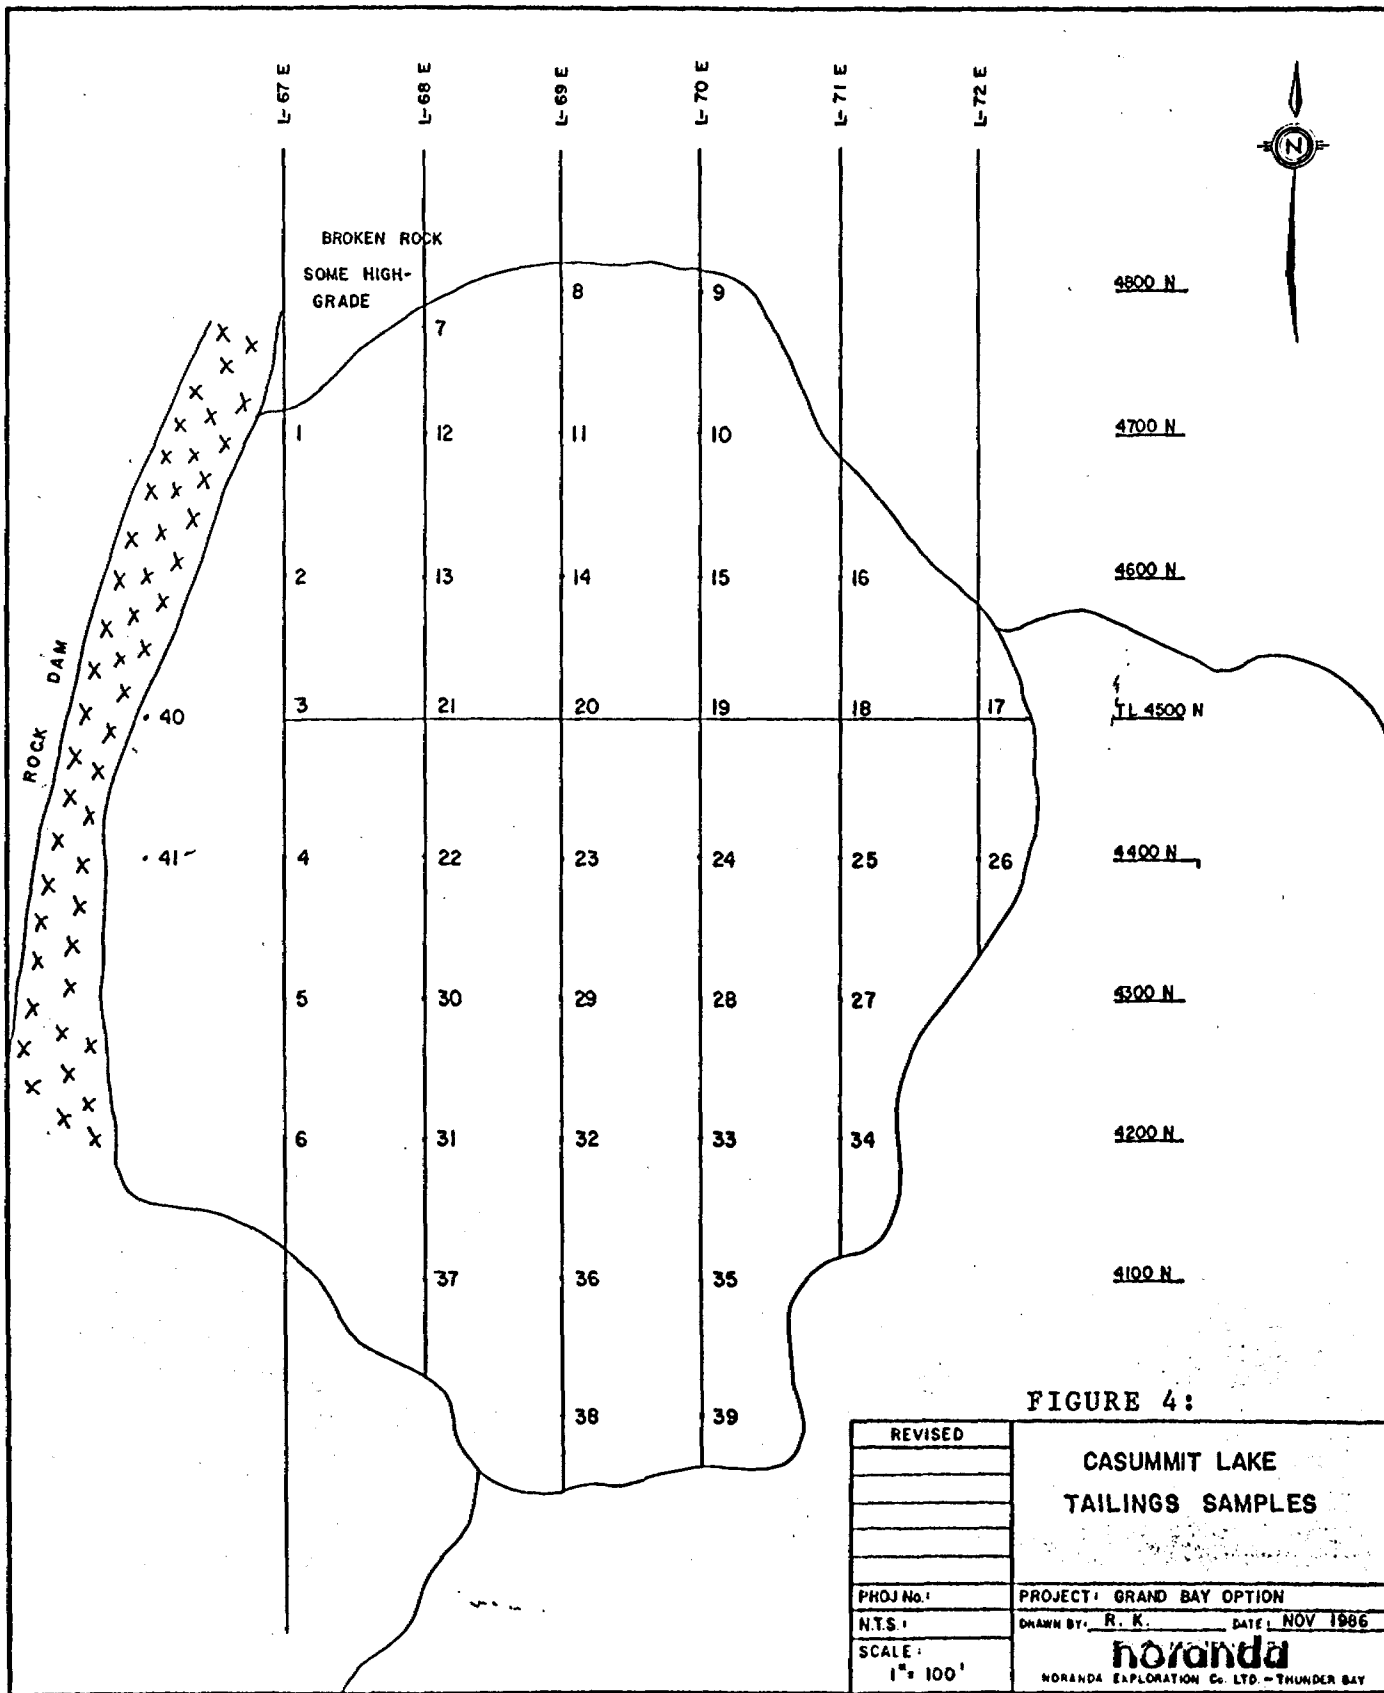 L-67 E
L-68 E
L-69 E
L-70 E
L-71 E
L-72 E
N
BROKEN ROCK
SOME HIGH-
GRADE
8
9
4800 N
7
1
12
11
10
4700 N
2
13
14
15
16
4600 N
ROCK DAM
40
3
21
20
19
18
17
TL 4500 N
41
4
22
23
24
25
26
4400 N
5
30
29
28
27
4300 N
6
31
32
33
34
4200 N
37
36
35
4100 N
38
39
FIGURE 4:
REVISED
CASUMMIT LAKE
TAILINGS SAMPLES
PROJ No.:
PROJECT: GRAND BAY OPTION
N.T.S.:
DRAWN BY: R. K. DATE: NOV 1986
SCALE:
1"= 100'
noranda
NORANDA EXPLORATION Co. LTD. - THUNDER BAY